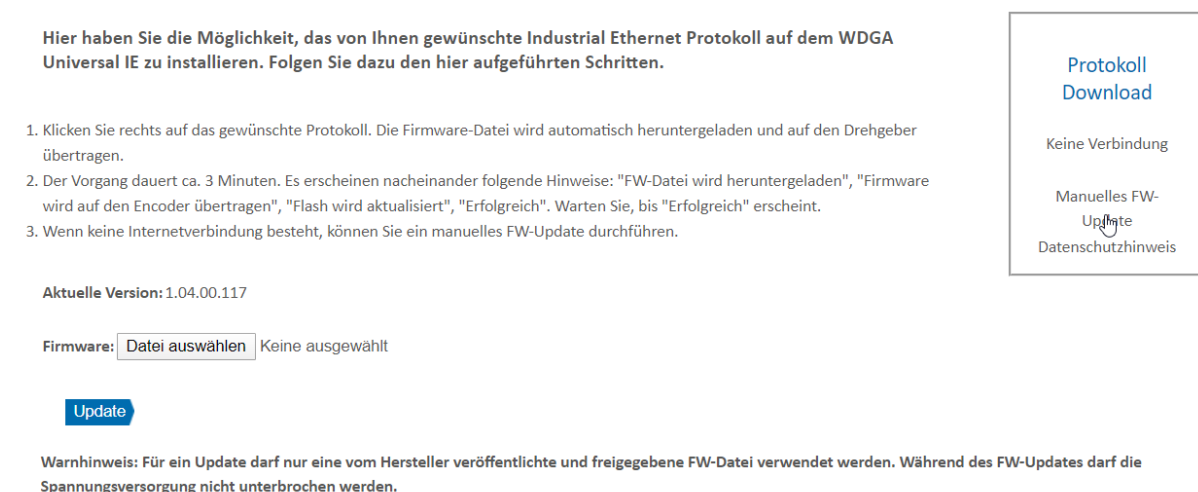 Hier haben Sie die Möglichkeit, das von Ihnen gewünschte Industrial Ethernet Protokoll auf dem WDGA
Universal IE zu installieren. Folgen Sie dazu den hier aufgeführten Schritten.
1. Klicken Sie rechts auf das gewünschte Protokoll. Die Firmware-Datei wird automatisch heruntergeladen und auf den Drehgeber
übertragen.
2. Der Vorgang dauert ca. 3 Minuten. Es erscheinen nacheinander folgende Hinweise: "FW-Datei wird heruntergeladen", "Firmware
wird auf den Encoder übertragen", "Flash wird aktualisiert", "Erfolgreich". Warten Sie, bis "Erfolgreich" erscheint.
3. Wenn keine Internetverbindung besteht, können Sie ein manuelles FW-Update durchführen.
Aktuelle Version: 1.04.00.117
Firmware: Datei auswählen Keine ausgewählt
Update
Warnhinweis: Für ein Update darf nur eine vom Hersteller veröffentlichte und freigegebene FW-Datei verwendet werden. Während des FW-Updates darf die
Spannungsversorgung nicht unterbrochen werden.
Protokoll
Download
Keine Verbindung
Manuelles FW-
Update
Datenschutzhinweis